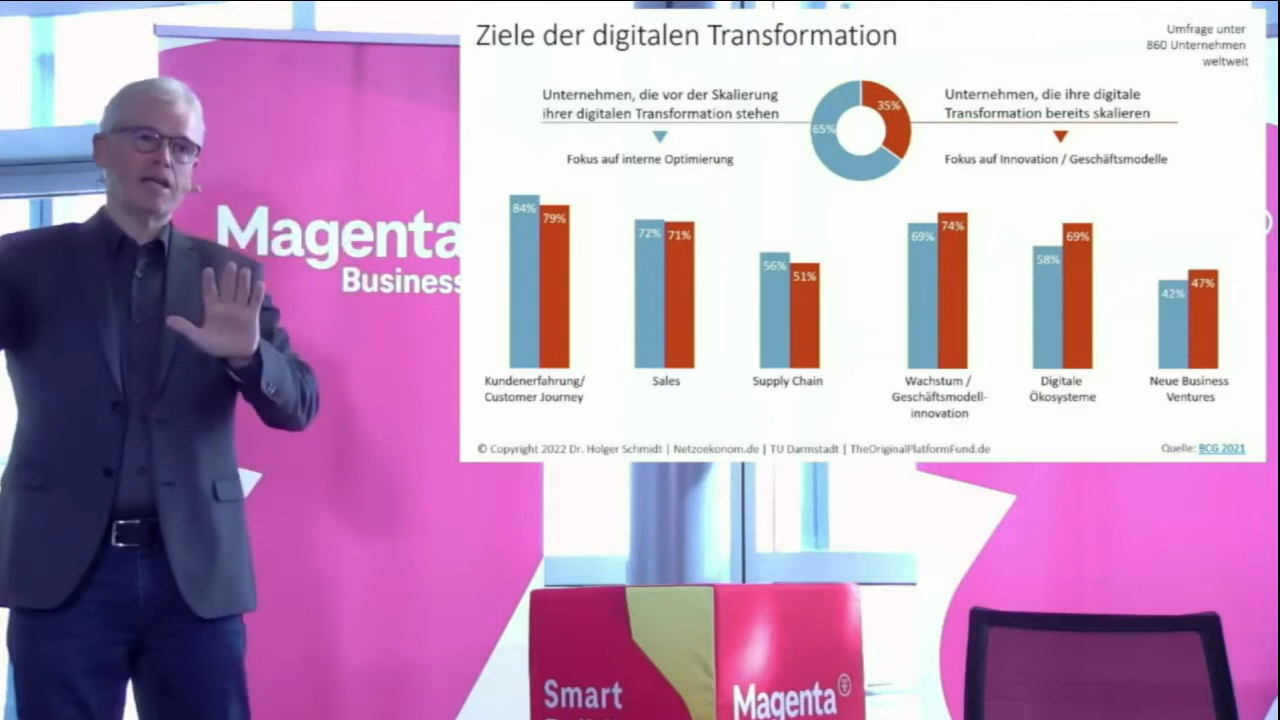 Ziele der digitalen Transformation
Umfrage unter
860 Unternehmen
weltweit
Unternehmen, die vor der Skalierung
ihrer digitalen Transformation stehen
Fokus auf interne Optimierung
65%
35%
Unternehmen, die ihre digitale
Transformation bereits skalieren
Fokus auf Innovation / Geschäftsmodelle
84%
79%
72%
71%
56%
51%
69%
74%
58%
69%
42%
47%
Kundenerfahrung/
Customer Journey
Sales
Supply Chain
Wachstum /
Geschäftsmodell-
innovation
Digitale
Ökosysteme
Neue Business
Ventures
© Copyright 2022 Dr. Holger Schmidt | Netzoekonom.de | TU Darmstadt | TheOriginalPlatformFund.de
Quelle: BCG 2021
Magenta
Business
Smart
Magenta